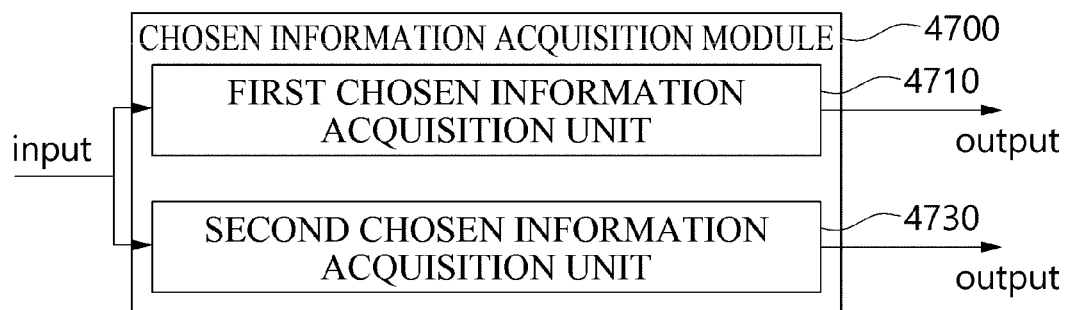 CHOSEN INFORMATION ACQUISITION MODULE
4700
FIRST CHOSEN INFORMATION
ACQUISITION UNIT
4710
output
input
SECOND CHOSEN INFORMATION
ACQUISITION UNIT
4730
output